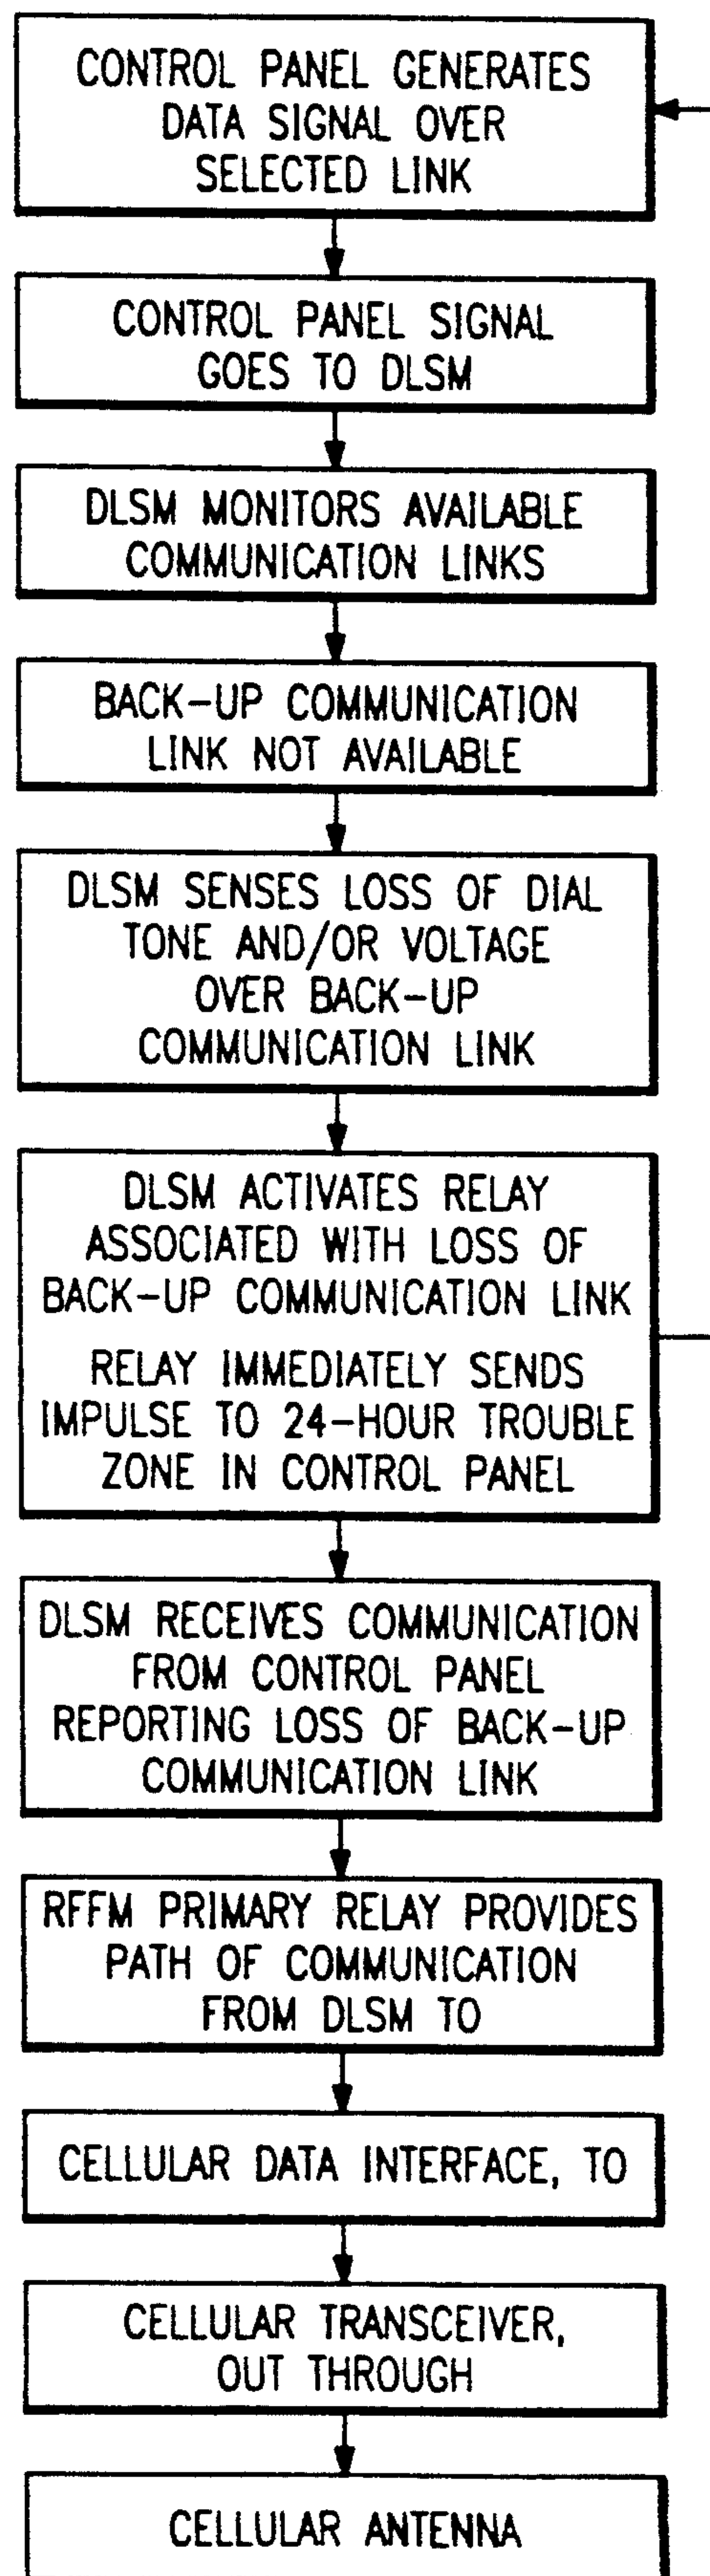 CONTROL PANEL GENERATES
DATA SIGNAL OVER
SELECTED LINK
CONTROL PANEL SIGNAL
GOES TO DLSM
DLSM MONITORS AVAILABLE
COMMUNICATION LINKS
BACK-UP COMMUNICATION
LINK NOT AVAILABLE
DLSM SENSES LOSS OF DIAL
TONE AND/OR VOLTAGE
OVER BACK-UP
COMMUNICATION LINK
DLSM ACTIVATES RELAY
ASSOCIATED WITH LOSS OF
BACK-UP COMMUNICATION LINK
RELAY IMMEDIATELY SENDS
IMPULSE TO 24-HOUR TROUBLE
ZONE IN CONTROL PANEL
DLSM RECEIVES COMMUNICATION
FROM CONTROL PANEL
REPORTING LOSS OF BACK-UP
COMMUNICATION LINK
RFFM PRIMARY RELAY PROVIDES
PATH OF COMMUNICATION
FROM DLSM TO
CELLULAR DATA INTERFACE, TO
CELLULAR TRANSCEIVER,
OUT THROUGH
CELLULAR ANTENNA